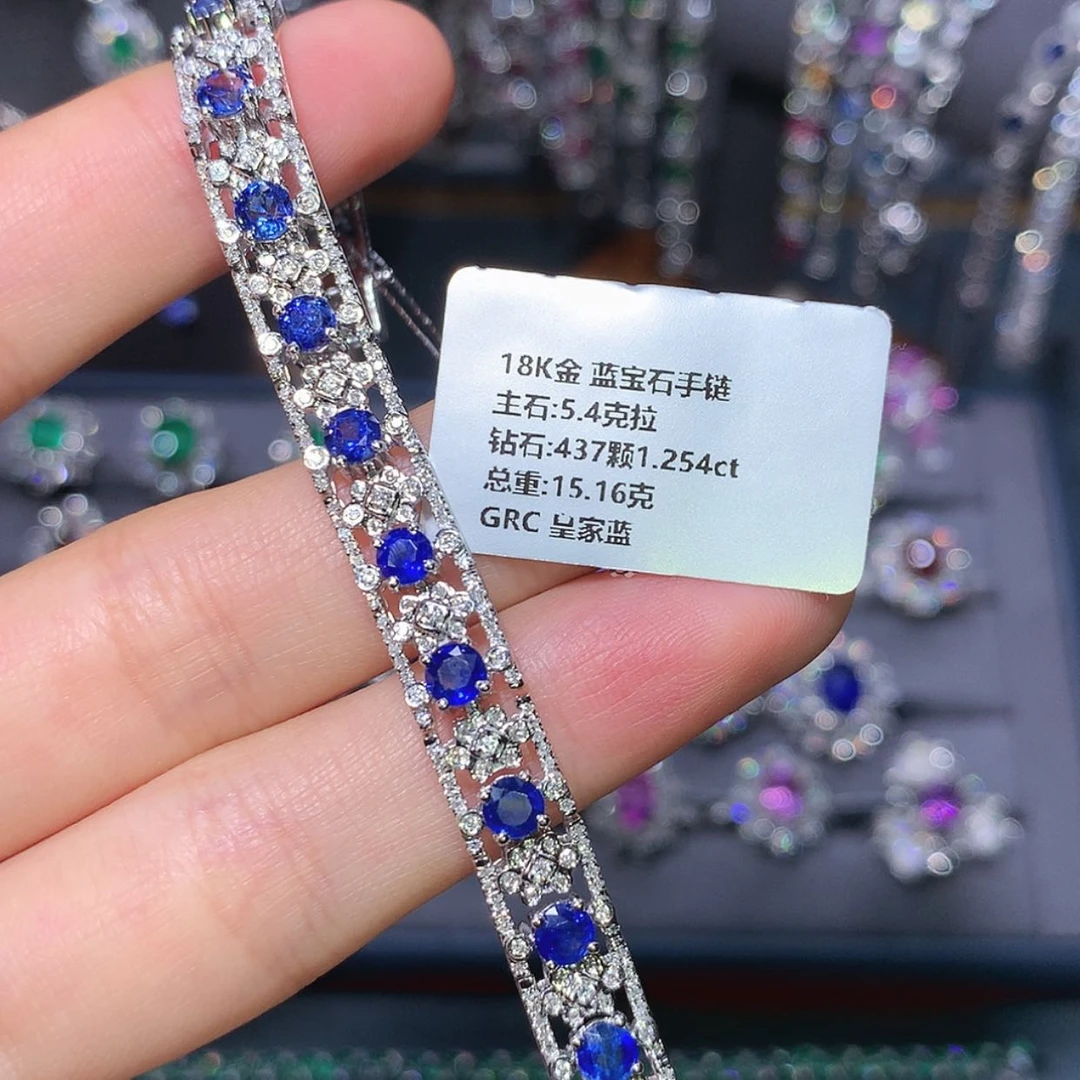 18K金 蓝宝石手链
主石:5.4克拉
钻石:437颗1.254ct
总重:15.16克
GRC 皇家蓝